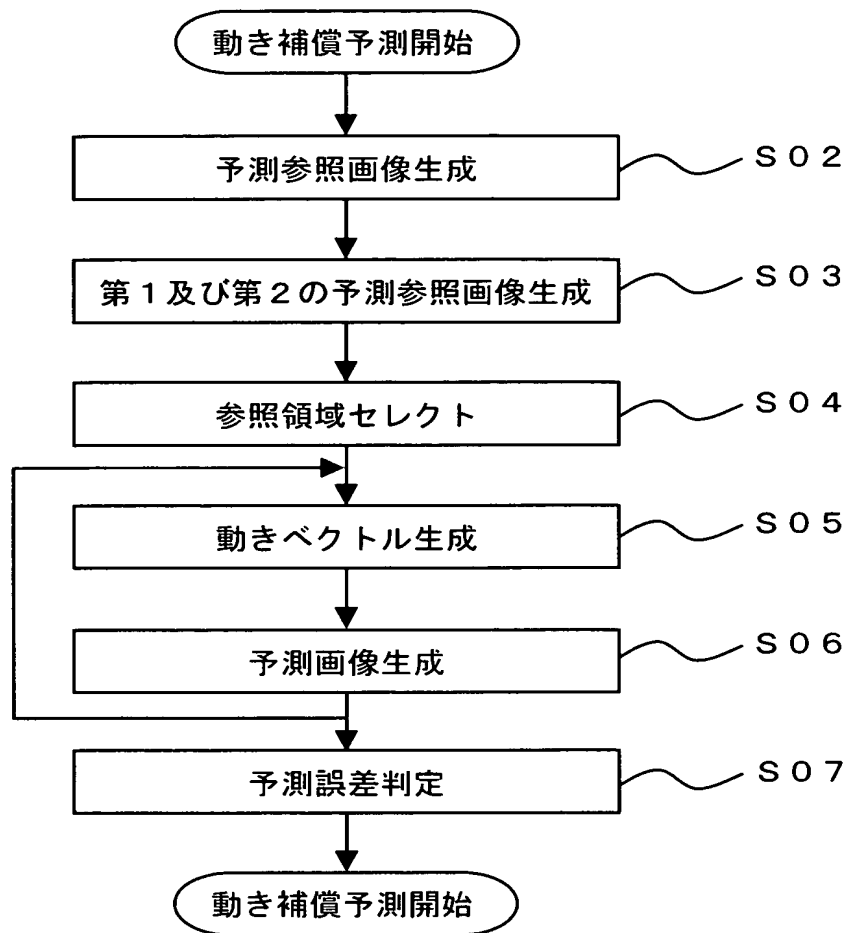 動き補償予測開始
予測参照画像生成
S02
第1及び第2の予測参照画像生成
S03
参照領域セレクト
S04
動きベクトル生成
S05
予測画像生成
S06
予測誤差判定
S07
動き補償予測開始